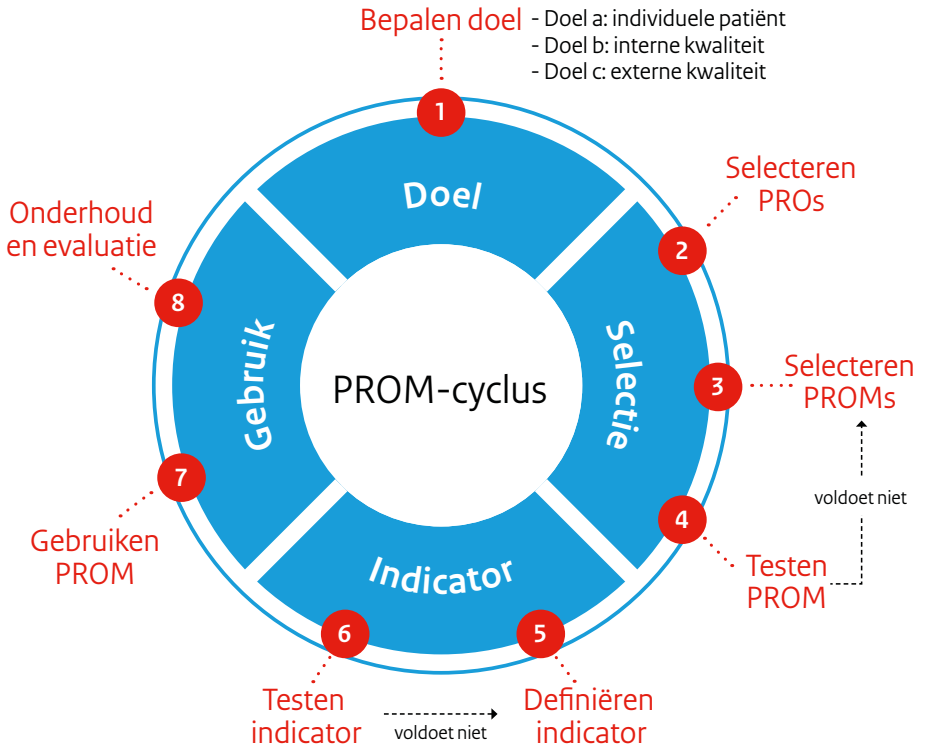 Bepalen doel
- Doel a: individuele patiënt
- Doel b: interne kwaliteit
- Doel c: externe kwaliteit
1
Doel
Selecteren
PROs
2
Selectie
3
Selecteren
PROMs
voldoet niet
4
Testen
PROM
5
Definiëren
indicator
Indicator
6
Testen
indicator
voldoet niet
7
Gebruiken
PROM
Gebruik
8
Onderhoud
en evaluatie
PROM-cyclus